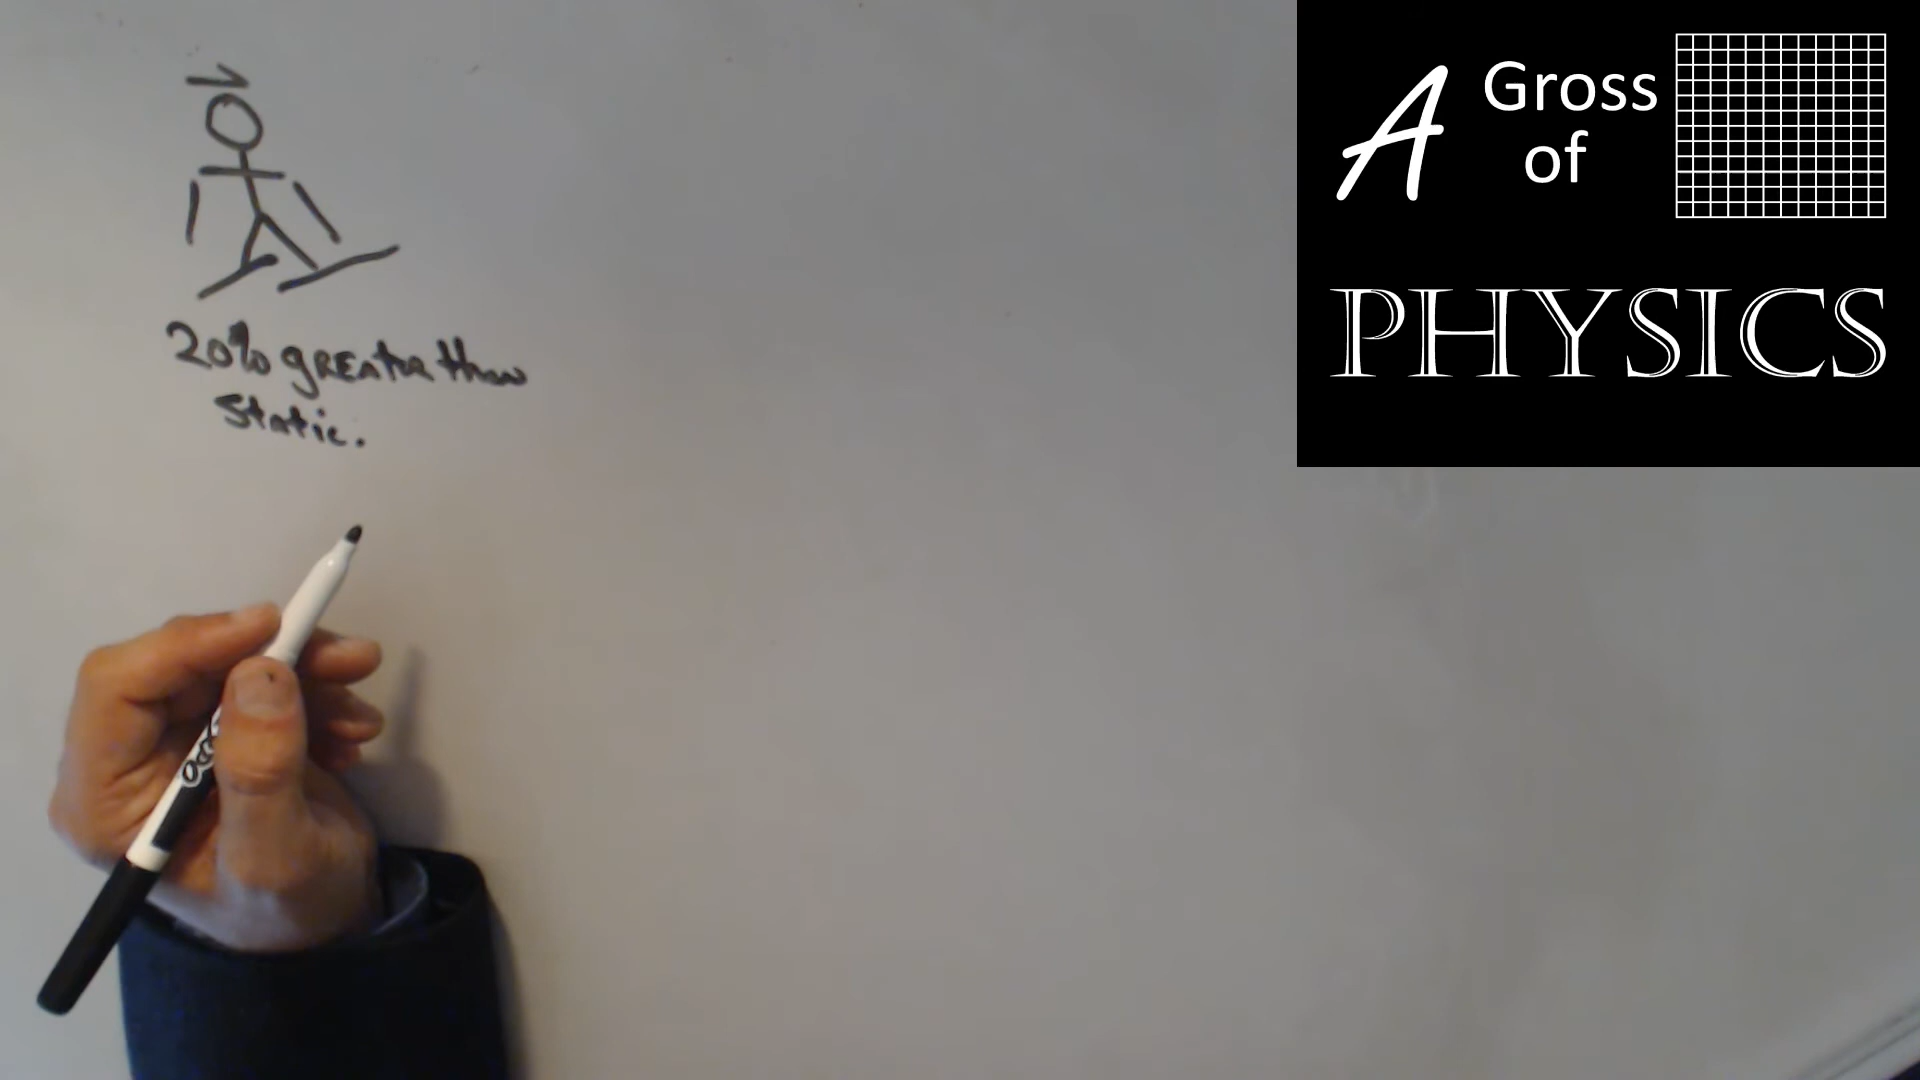 20% greater than
static.
A Gross
of
PHYSICS